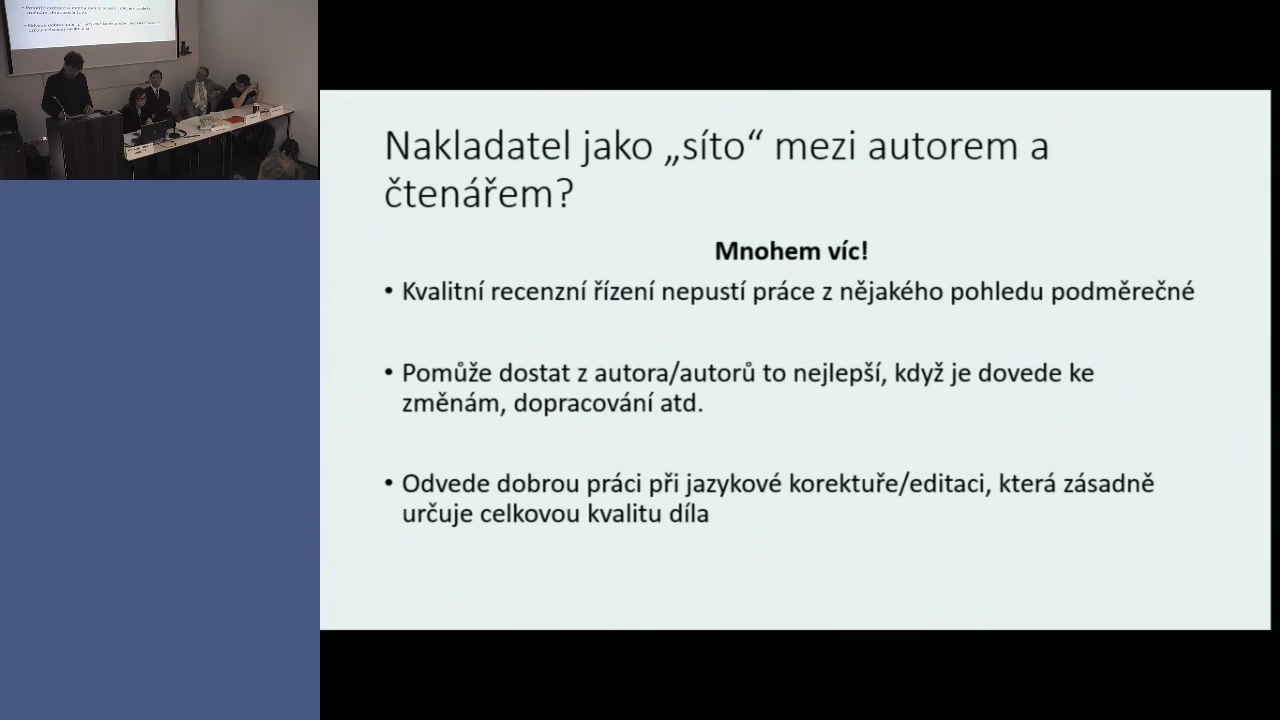 Nakladatel jako „síto“ mezi autorem a
čtenářem?
Mnohem víc!
• Kvalitní recenzní řízení nepustí práce z nějakého pohledu podměrečné
• Pomůže dostat z autora/autorů to nejlepší, když je dovede ke
změnám, dopracování atd.
• Odvede dobrou práci při jazykové korektuře/editaci, která zásadně
určuje celkovou kvalitu díla